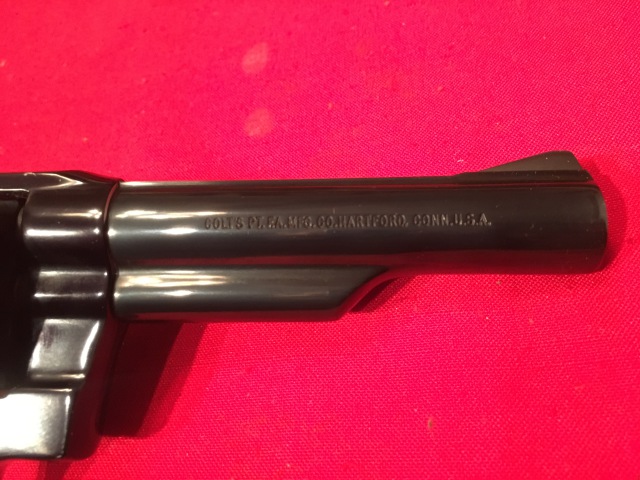 COLT'S PT. F.A. MFG. CO. HARTFORD, CONN. U.S.A.